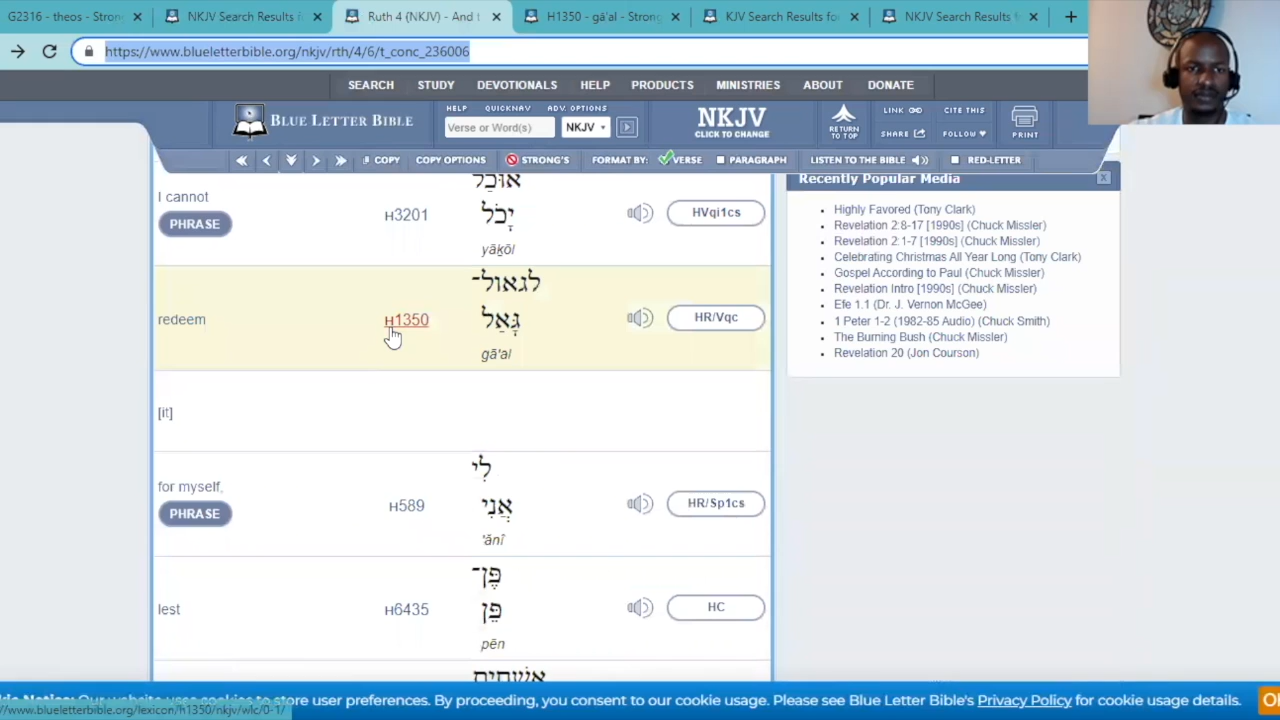 G2316 - theos - Strong
NKJV Search Results f
Ruth 4 (NKJV) - And t
H1350 - gā'al - Strong
KJV Search Results fo
NKJV Search Results f
https://www.blueletterbible.org/nkjv/rth/4/6/t_conc_236006
SEARCH STUDY DEVOTIONALS HELP PRODUCTS MINISTRIES ABOUT DONATE
BLUE LETTER BIBLE
HELP QUICKNAV ADV. OPTIONS
Verse or Word(s) NKJV
NKJV
CLICK TO CHANGE
RETURN
TO TOP
LINK CITE THIS
SHARE FOLLOW
PRINT
COPY COPY OPTIONS STRONG'S FORMAT BY: VERSE PARAGRAPH LISTEN TO THE BIBLE RED-LETTER
I cannot
PHRASE
H3201
אוּכַל
יָכֹל
yāḵōl
HVqi1cs
redeem
H1350
לגאול־
גָּאַל
gā'al
HR/Vqc
[it]
for myself,
PHRASE
H589
לִי
אֲנִי
'ănî
HR/Sp1cs
lest
H6435
פֶּן־
פֵּן
pēn
HC
אַשְׁחִית
Recently Popular Media
Highly Favored (Tony Clark)
Revelation 2:8-17 [1990s] (Chuck Missler)
Revelation 2:1-7 [1990s] (Chuck Missler)
Celebrating Christmas All Year Long (Tony Clark)
Gospel According to Paul (Chuck Missler)
Revelation Intro [1990s] (Chuck Missler)
Efe 1.1 (Dr. J. Vernon McGee)
1 Peter 1-2 (1982-85 Audio) (Chuck Smith)
The Burning Bush (Chuck Missler)
Revelation 20 (Jon Courson)
kie Notice: Our website uses cookies to store user preferences. By proceeding, you consent to our cookie usage. Please see Blue Letter Bible's Privacy Policy for cookie usage details.
//www.blueletterbible.org/lexicon/h1350/nkjv/wlc/0-1/